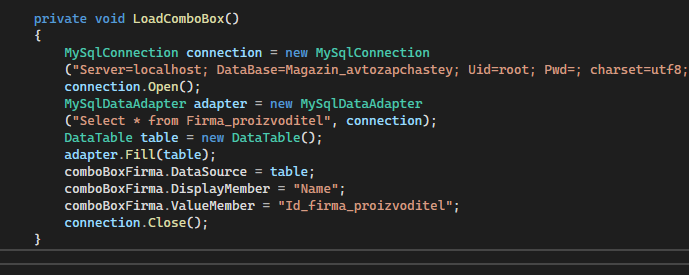 private void LoadComboBox()
{
MySqlConnection connection = new MySqlConnection
("Server=localhost; DataBase=Magazin_avtozapchastey; Uid=root; Pwd=; charset=utf8;
connection.Open();
MySqlDataAdapter adapter = new MySqlDataAdapter
("Select * from Firma_proizvoditel", connection);
DataTable table = new DataTable();
adapter.Fill(table);
comboBoxFirma.DataSource = table;
comboBoxFirma.DisplayMember = "Name";
comboBoxFirma.ValueMember = "Id_firma_proizvoditel";
connection.Close();
}